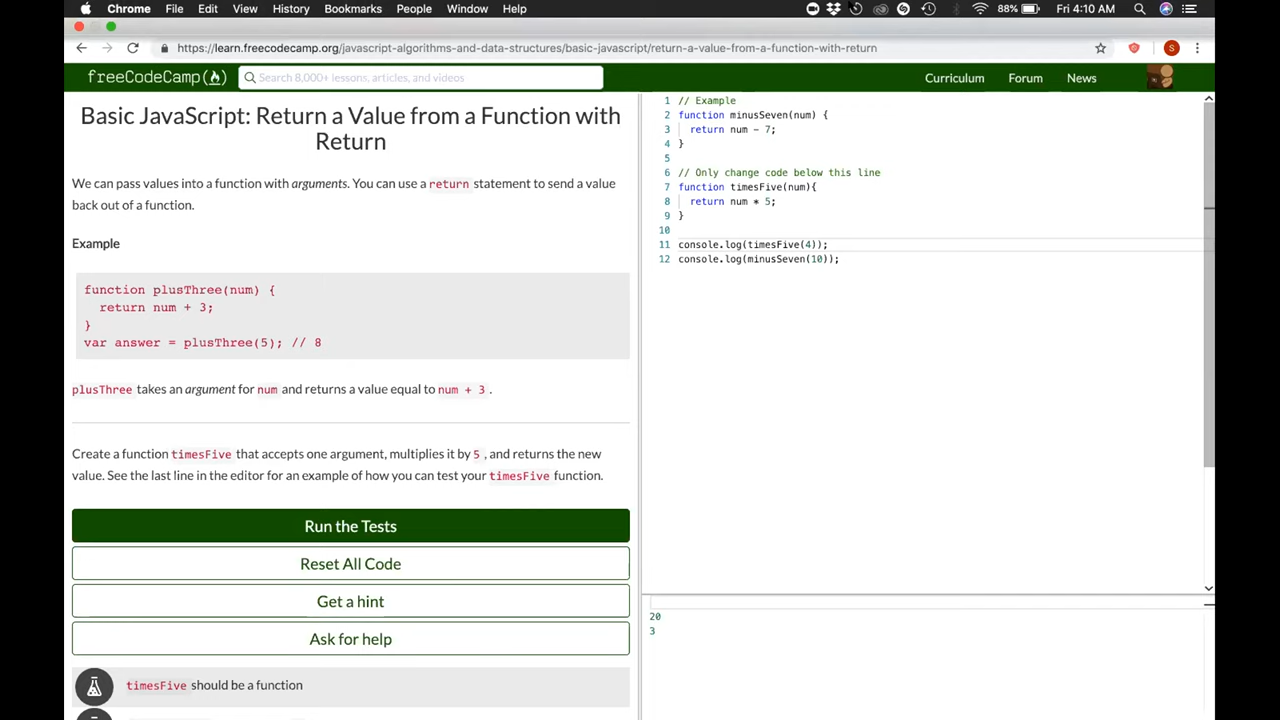 Chrome File Edit View History Bookmarks People Window Help 88% Fri 4:10 AM
https://learn.freecodecamp.org/javascript-algorithms-and-data-structures/basic-javascript/return-a-value-from-a-function-with-return S
freeCodeCamp Search 8,000+ lessons, articles, and videos Curriculum Forum News
Basic JavaScript: Return a Value from a Function with
Return
We can pass values into a function with arguments. You can use a return statement to send a value
back out of a function.
Example
function plusThree(num) {
return num + 3;
}
var answer = plusThree(5); // 8
plusThree takes an argument for num and returns a value equal to num + 3 .
Create a function timesFive that accepts one argument, multiplies it by 5 , and returns the new
value. See the last line in the editor for an example of how you can test your timesFive function.
Run the Tests
Reset All Code
Get a hint
Ask for help
timesFive should be a function
1 // Example
2 function minusSeven(num) {
3 return num - 7;
4 }
5
6 // Only change code below this line
7 function timesFive(num){
8 return num * 5;
9 }
10
11 console.log(timesFive(4));
12 console.log(minusSeven(10));
20
3